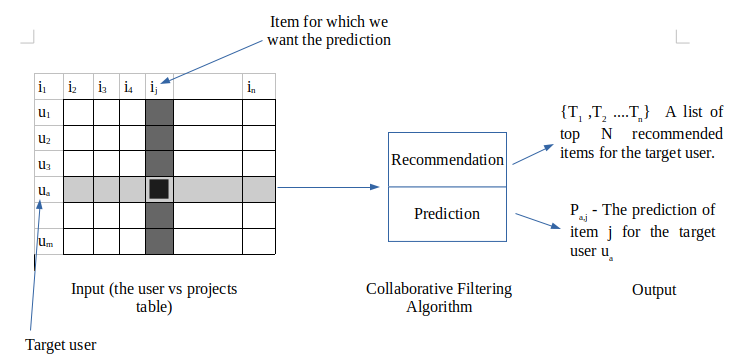 Item for which we
want the prediction
i₁ i₂ i₃ i₄ iⱼ iₙ
u₁
u₂
u₃
uₐ
uₘ
Recommendation
Prediction
{T₁ ,T₂ ....Tₙ} A list of
top N recommended
items for the target user.
Pₐ,ⱼ - The prediction of
item j for the target
user uₐ
Input (the user vs projects
table)
Collaborative Filtering
Algorithm
Output
Target user